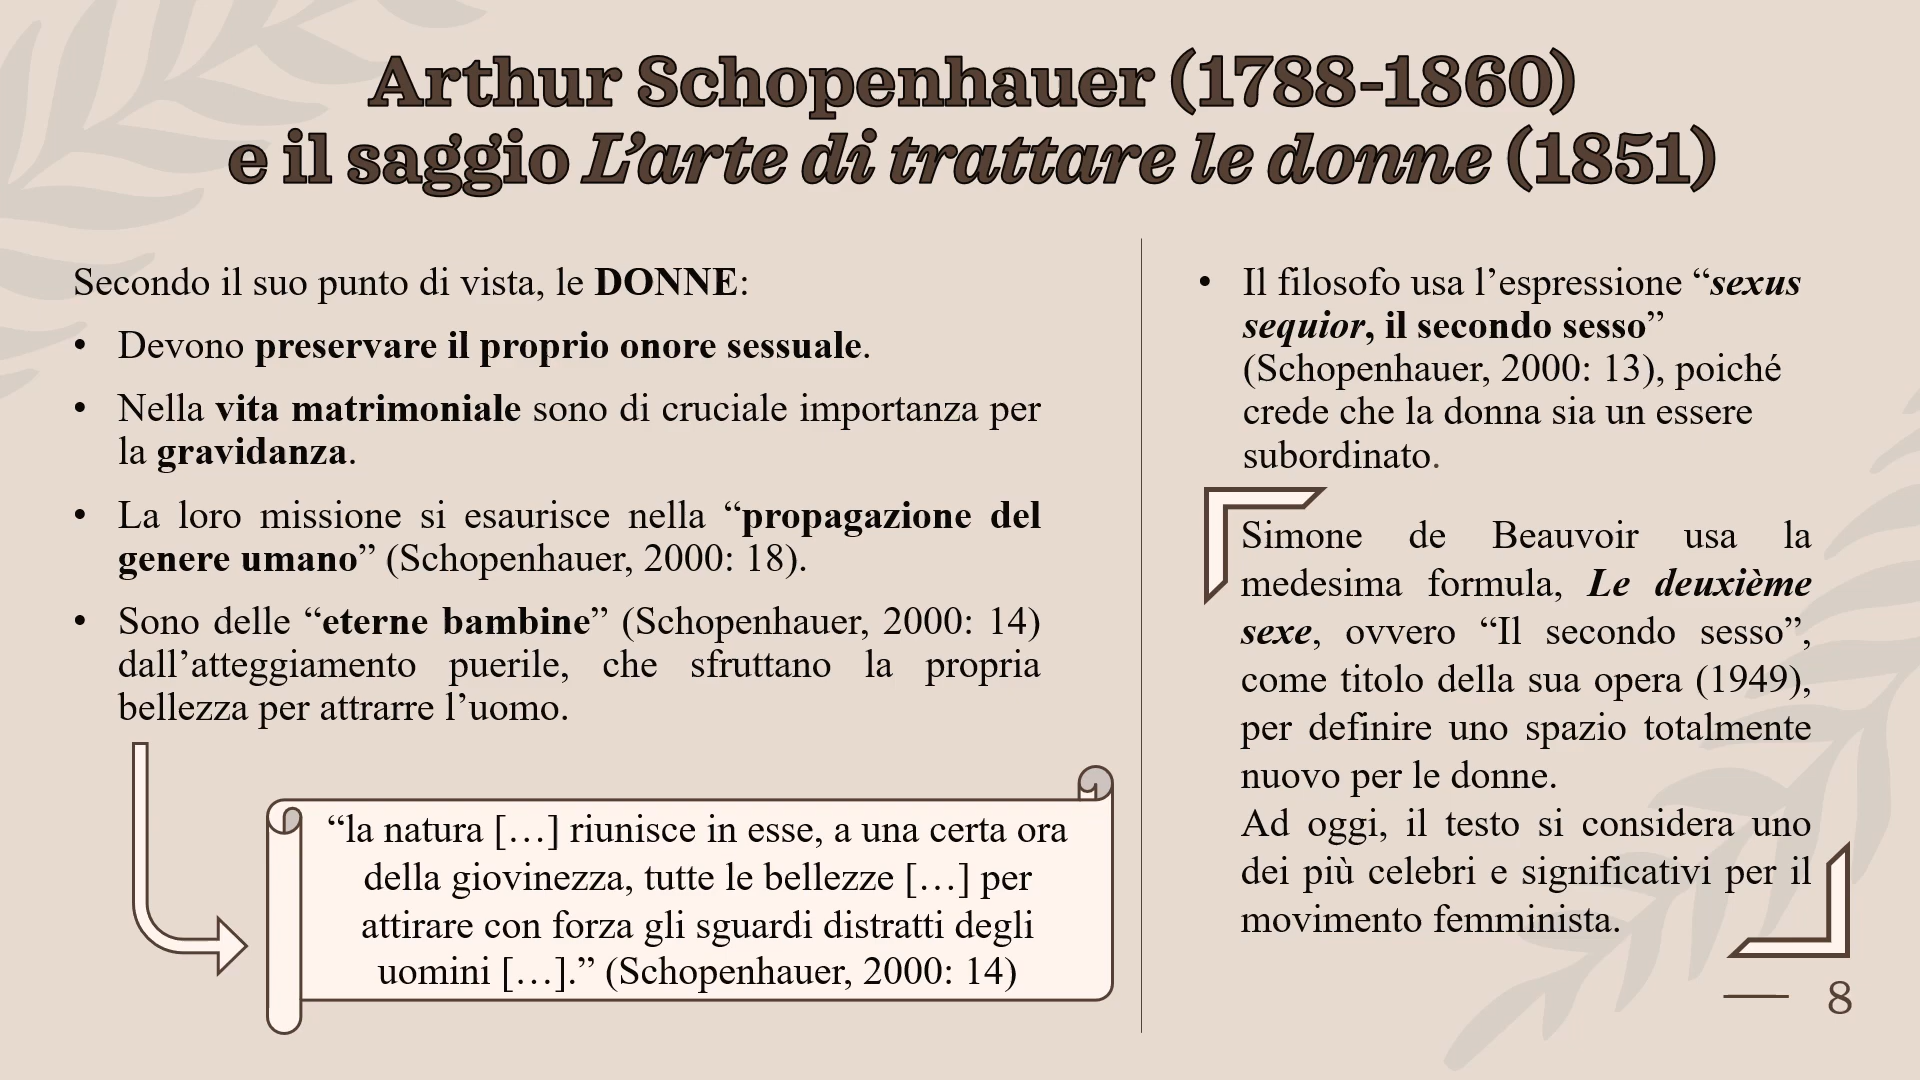 Arthur Schopenhauer (1788-1860)
e il saggio L’arte di trattare le donne (1851)
Secondo il suo punto di vista, le DONNE:
• Devono preservare il proprio onore sessuale.
• Nella vita matrimoniale sono di cruciale importanza per
la gravidanza.
• La loro missione si esaurisce nella “propagazione del
genere umano” (Schopenhauer, 2000: 18).
• Sono delle “eterne bambine” (Schopenhauer, 2000: 14)
dall’atteggiamento puerile, che sfruttano la propria
bellezza per attrarre l’uomo.
“la natura […] riunisce in esse, a una certa ora
della giovinezza, tutte le bellezze […] per
attirare con forza gli sguardi distratti degli
uomini […].” (Schopenhauer, 2000: 14)
• Il filosofo usa l’espressione “sexus
sequior, il secondo sesso”
(Schopenhauer, 2000: 13), poiché
crede che la donna sia un essere
subordinato.
Simone de Beauvoir usa la
medesima formula, Le deuxième
sexe, ovvero “Il secondo sesso”,
come titolo della sua opera (1949),
per definire uno spazio totalmente
nuovo per le donne.
Ad oggi, il testo si considera uno
dei più celebri e significativi per il
movimento femminista.
8